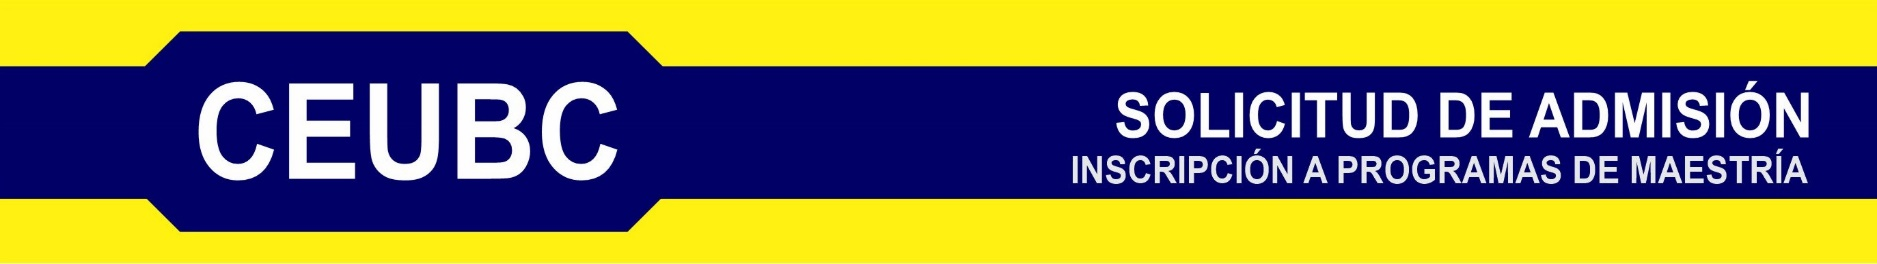 CEUBC
SOLICITUD DE ADMISIÓN
INSCRIPCIÓN A PROGRAMAS DE MAESTRÍA